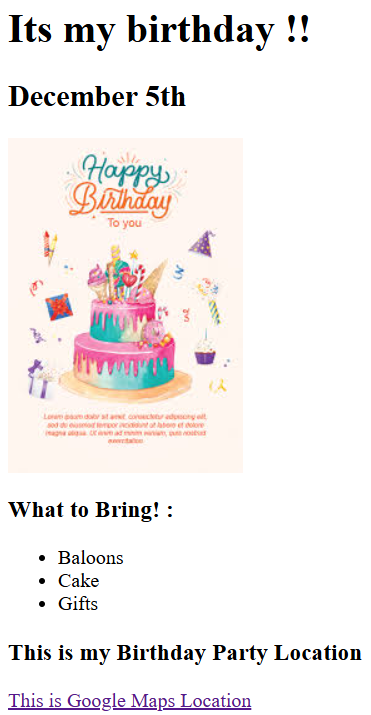 Its my birthday !!
December 5th
Happy
Birthday
To you
What to Bring! :
Baloons
Cake
Gifts
This is my Birthday Party Location
This is Google Maps Location
Lorem ipsum dolor sit amet, consectetur adipiscing elit,
sed do eiusmod tempor incididunt ut labore et dolore
magna aliqua. Ut enim ad minim veniam, quis nostrud
exercitation